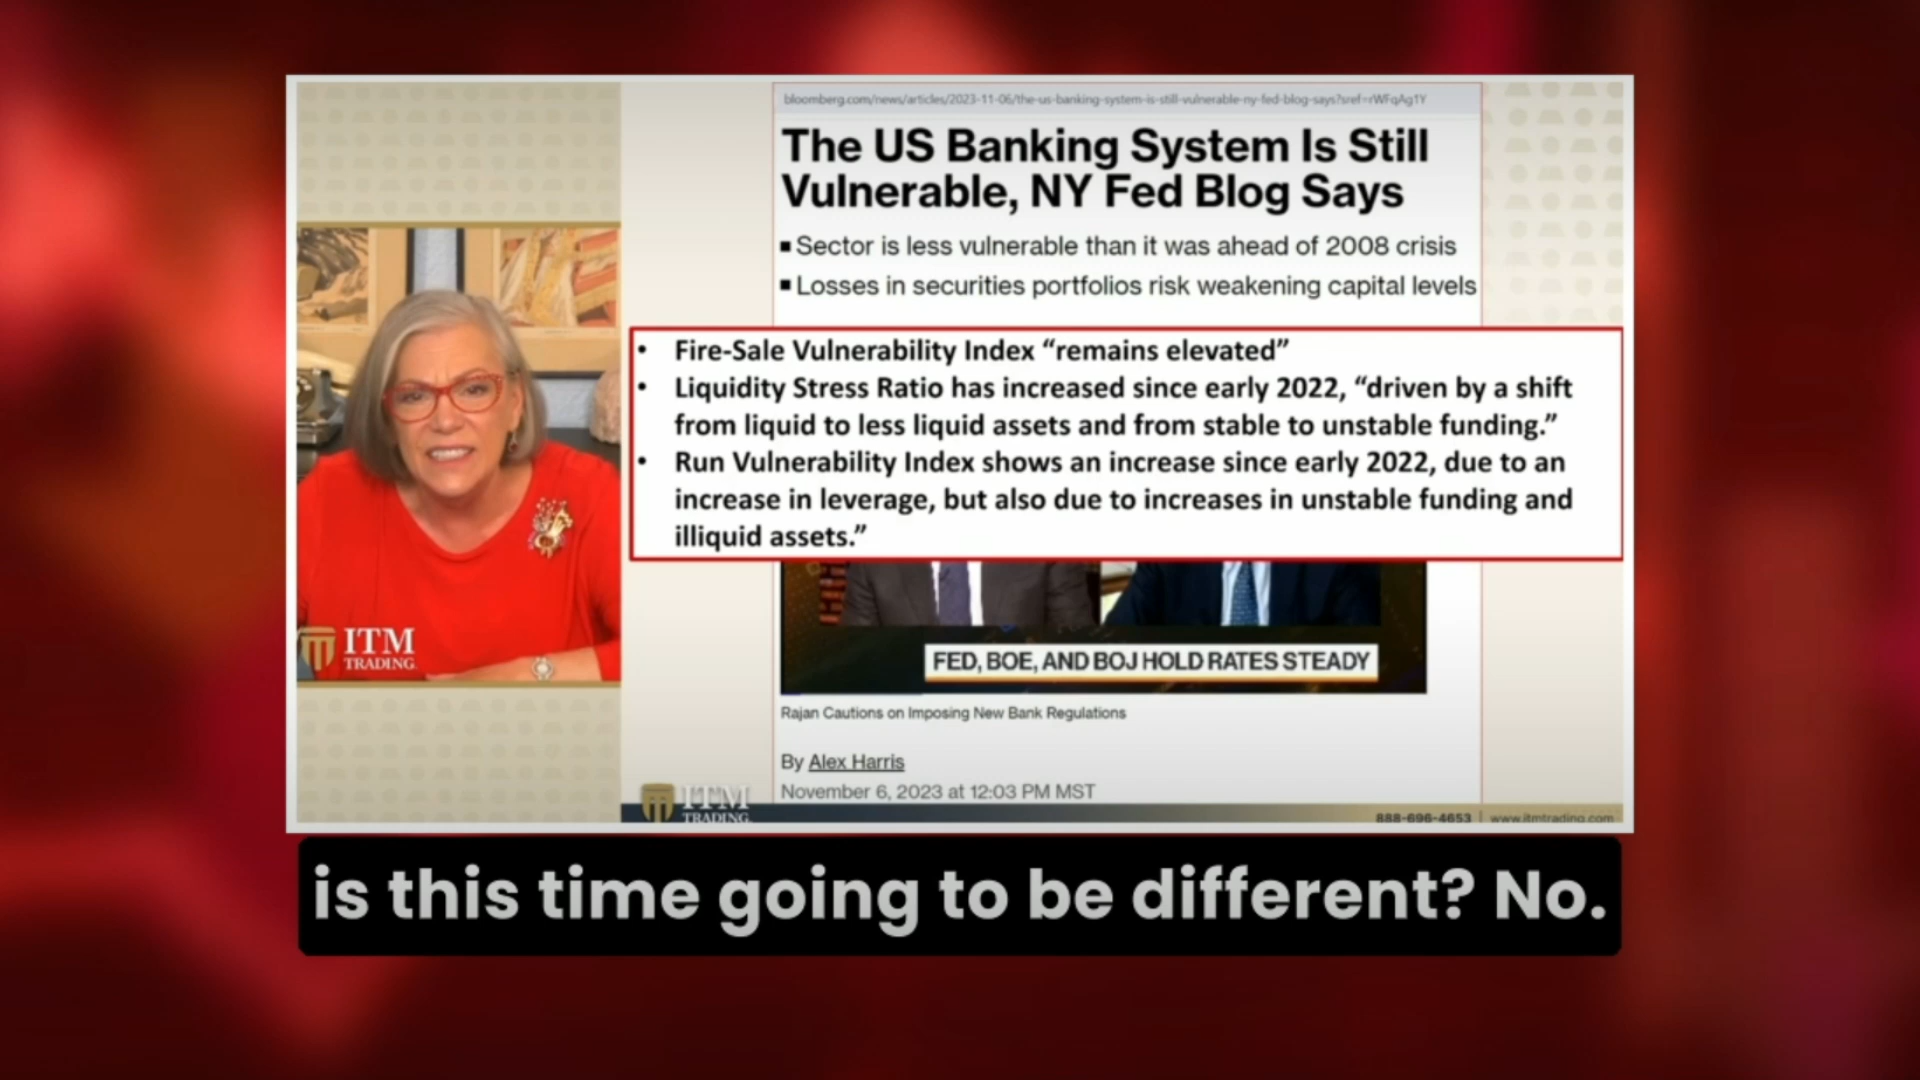 bloomberg.com/news/articles/2023-11-06/the-us-banking-system-is-still-vulnerable-ny-fed-blog-says?sref=rWFqAg1Y
The US Banking System Is Still
Vulnerable, NY Fed Blog Says
■ Sector is less vulnerable than it was ahead of 2008 crisis
■ Losses in securities portfolios risk weakening capital levels
• Fire-Sale Vulnerability Index “remains elevated”
• Liquidity Stress Ratio has increased since early 2022, “driven by a shift
from liquid to less liquid assets and from stable to unstable funding.”
• Run Vulnerability Index shows an increase since early 2022, due to an
increase in leverage, but also due to increases in unstable funding and
illiquid assets.”
ITM
TRADING.
FED, BOE, AND BOJ HOLD RATES STEADY
Rajan Cautions on Imposing New Bank Regulations
By Alex Harris
November 6, 2023 at 12:03 PM MST
ITM
TRADING.
888-696-4653 | www.itmtrading.com
is this time going to be different? No.